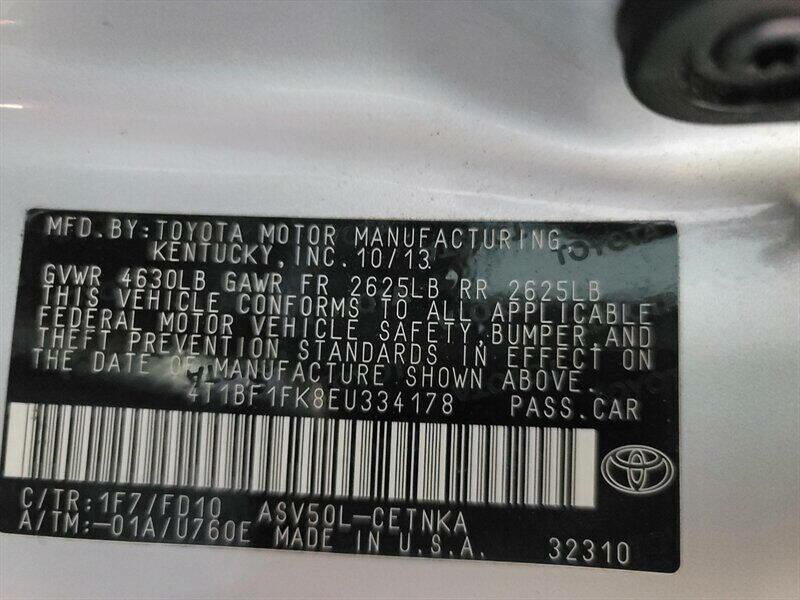 MFD. BY: TOYOTA MOTOR MANUFACTURING
KENTUCKY, INC. 10/13
GVWR 4630LB GAWR FR 2625LB RR 2625LB
THIS VEHICLE CONFORMS TO ALL APPLICABLE
FEDERAL MOTOR VEHICLE SAFETY, BUMPER, AND
THEFT PREVENTION STANDARDS IN EFFECT ON
THE DATE OF MANUFACTURE SHOWN ABOVE.
4T1BF1FK8EU334178 PASS. CAR
C/TR: 1F7/FD10 ASV50L-CETNKA
A/TM: -01A/U760E MADE IN U.S.A. 32310